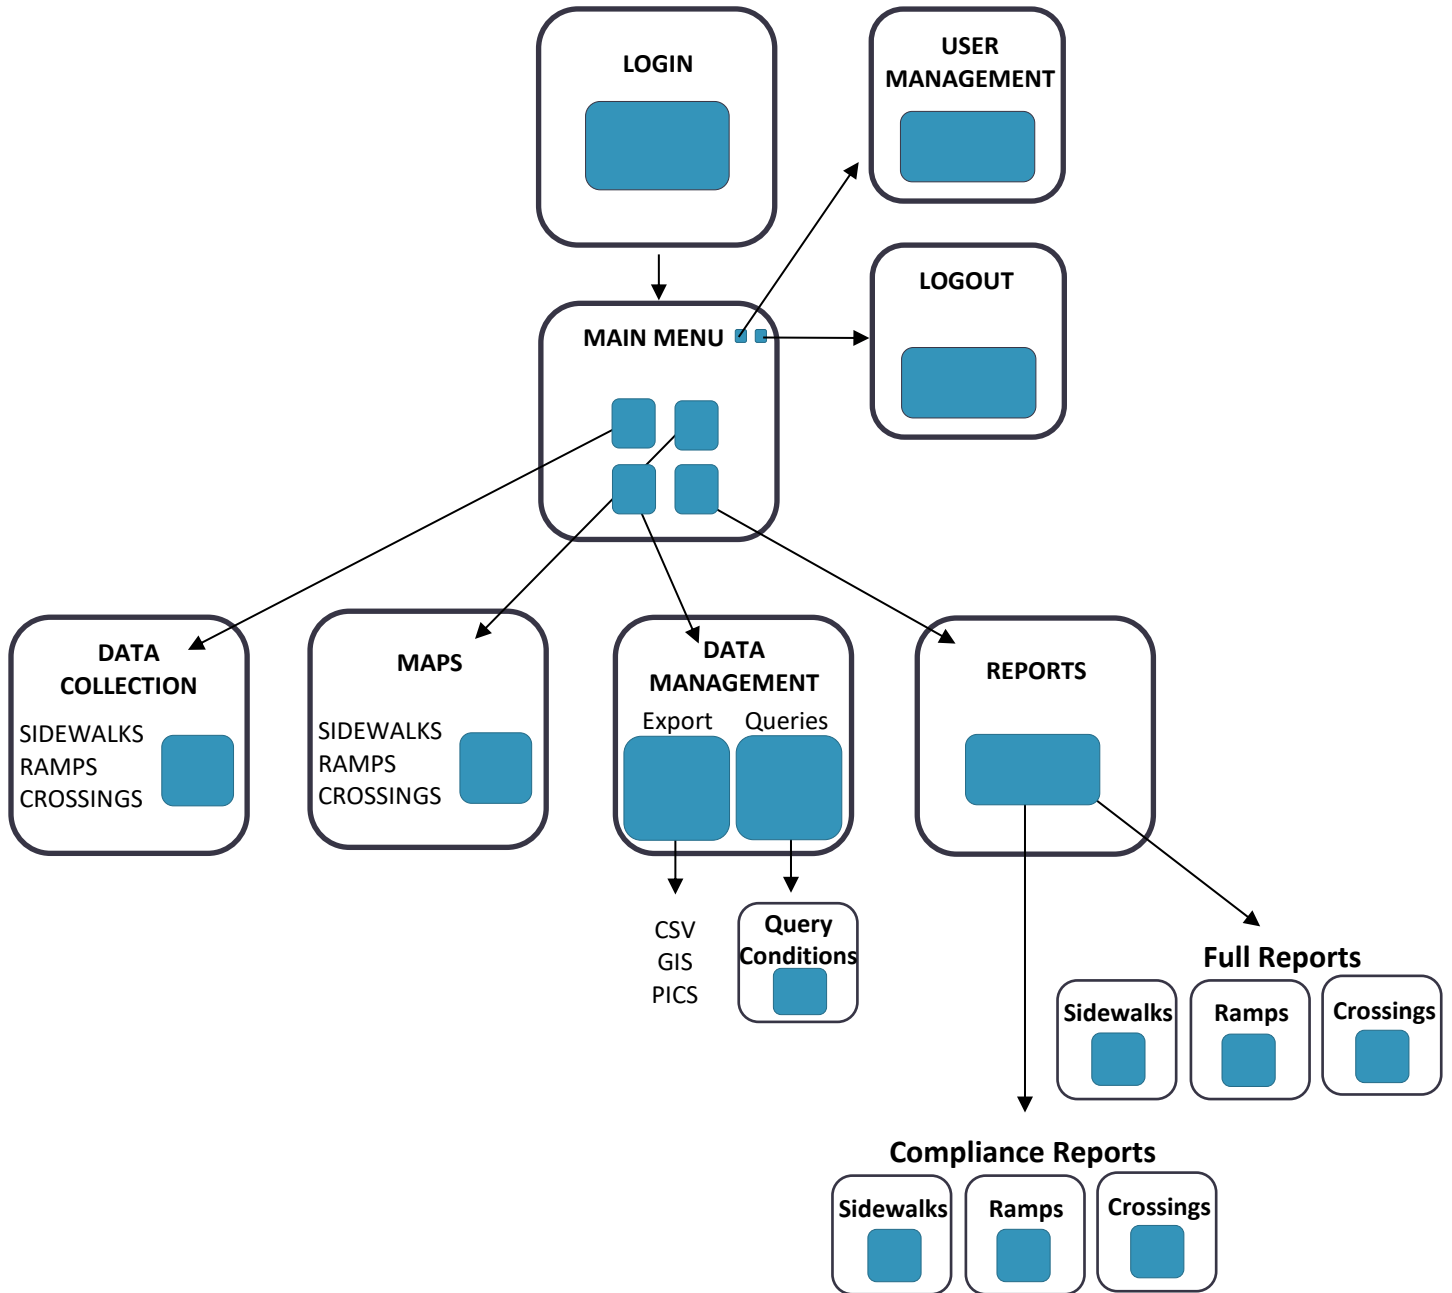 LOGIN
USER
MANAGEMENT
LOGOUT
MAIN MENU
DATA
COLLECTION
SIDEWALKS
RAMPS
CROSSINGS
MAPS
SIDEWALKS
RAMPS
CROSSINGS
DATA
MANAGEMENT
Export Queries
CSV
GIS
PICS
Query
Conditions
REPORTS
Full Reports
Sidewalks Ramps Crossings
Compliance Reports
Sidewalks Ramps Crossings